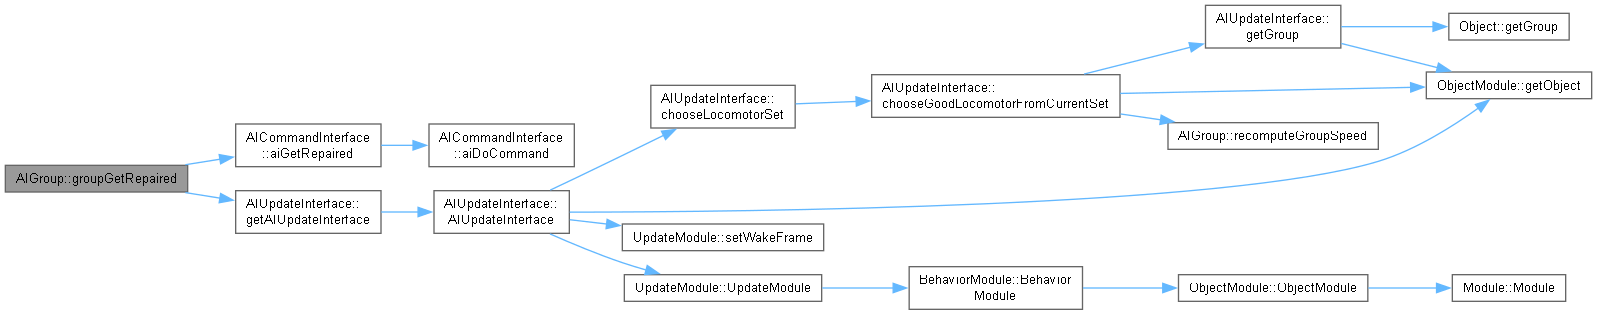 AIGroup::groupGetRepaired
AICommandInterface
::aiGetRepaired
AIUpdateInterface::
getAIUpdateInterface
AICommandInterface
::aiDoCommand
AIUpdateInterface::
AIUpdateInterface
AIUpdateInterface::
chooseLocomotorSet
UpdateModule::setWakeFrame
UpdateModule::UpdateModule
AIUpdateInterface::
chooseGoodLocomotorFromCurrentSet
BehaviorModule::Behavior
Module
AIUpdateInterface::
getGroup
AIGroup::recomputeGroupSpeed
ObjectModule::ObjectModule
Object::getGroup
ObjectModule::getObject
Module::Module